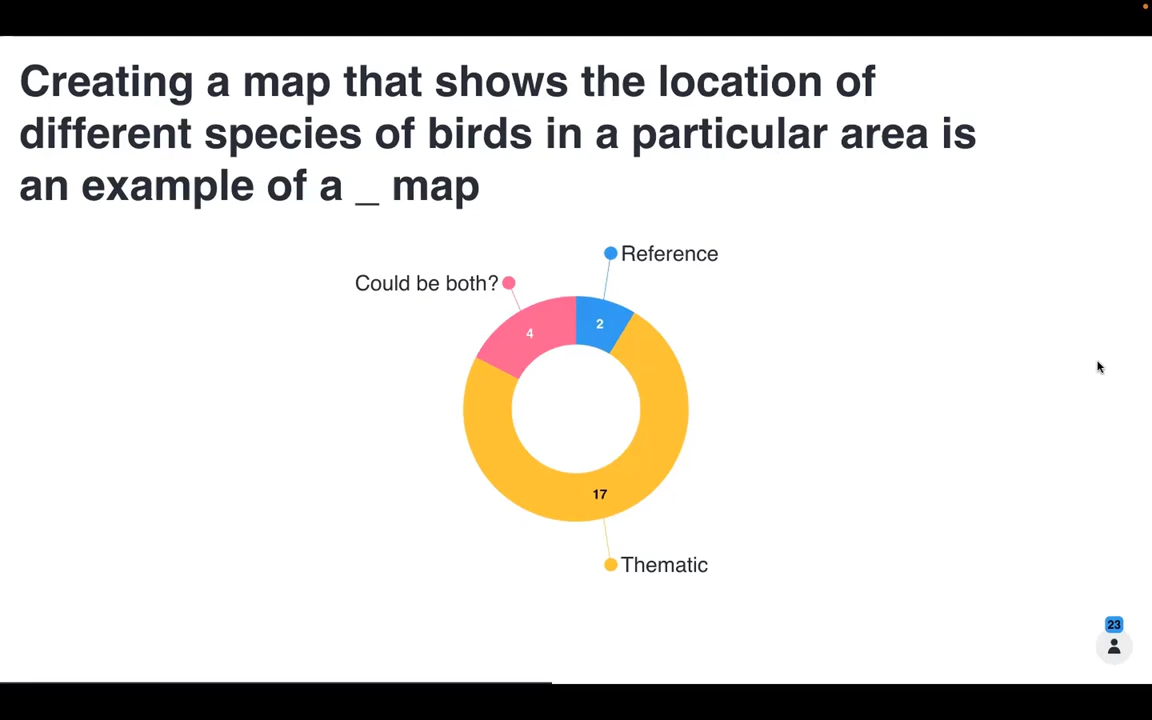 Creating a map that shows the location of
different species of birds in a particular area is
an example of a _ map
Reference
Could be both?
4
2
17
Thematic
23